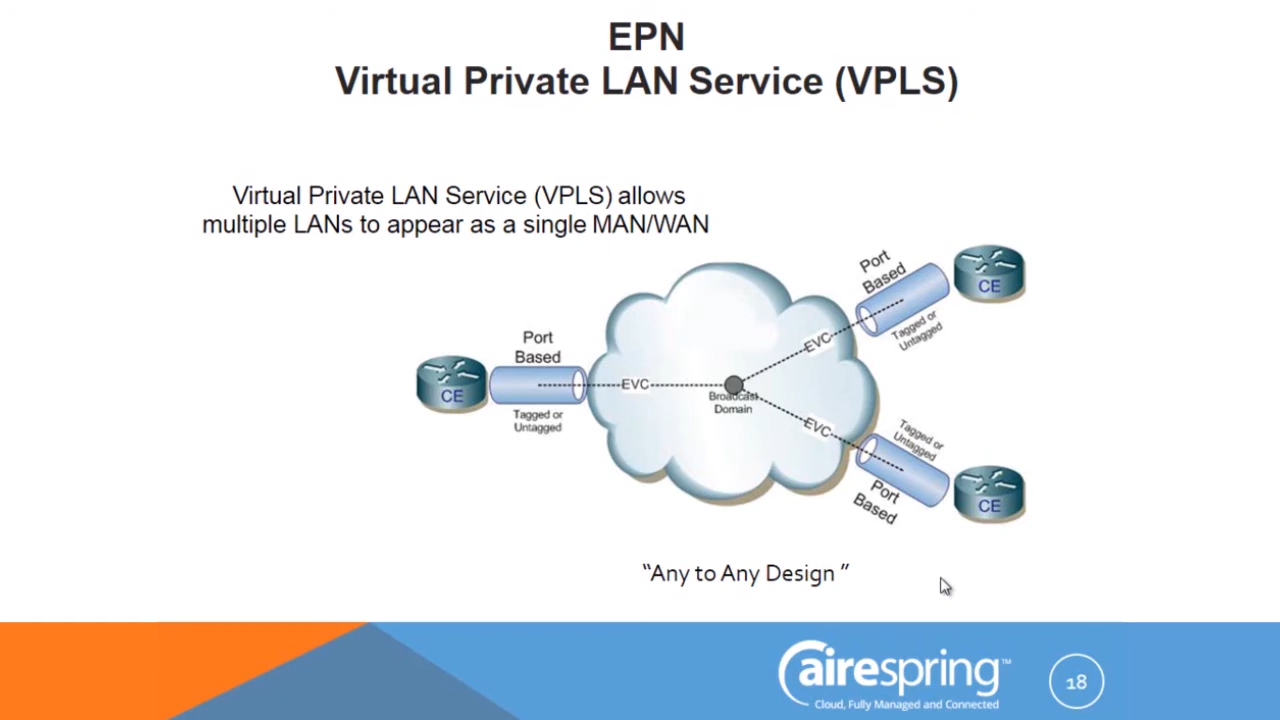 EPN
Virtual Private LAN Service (VPLS)
Virtual Private LAN Service (VPLS) allows
multiple LANs to appear as a single MAN/WAN
Port
Based
CE
Tagged or
Untagged
EVC
Broadcast
Domain
EVC
Port
Based
Tagged or
Untagged
CE
EVC
Tagged or
Untagged
Port
Based
CE
“Any to Any Design ”
airespring™
Cloud, Fully Managed and Connected
18